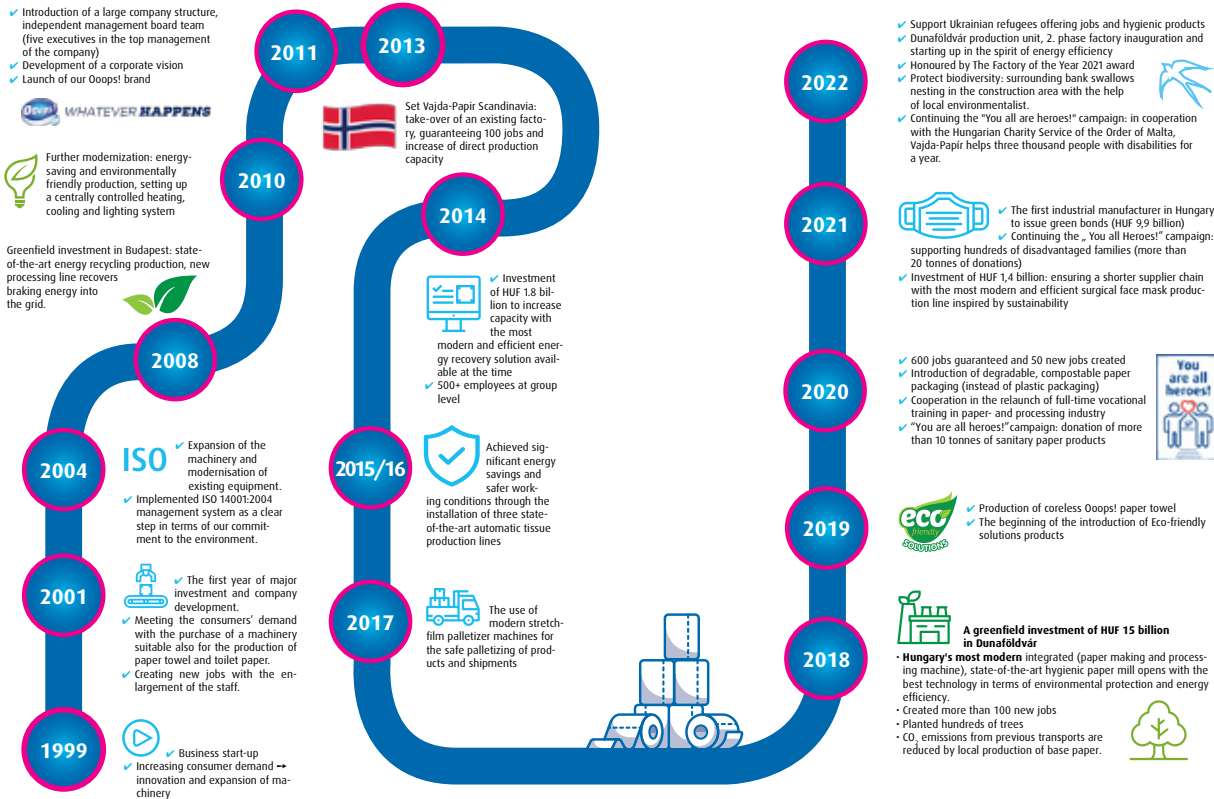 ✔ Introduction of a large company structure,
independent management board team
(five executives in the top management
of the company)
✔ Development of a corporate vision
✔ Launch of our Ooops! brand
Ooops! WHATEVER HAPPENS
2011
2013
Set Vajda-Papir Scandinavia:
take-over of an existing facto-
ry, guaranteeing 100 jobs and
increase of direct production
capacity
Further modernization: energy-
saving and environmentally
friendly production, setting up
a centrally controlled heating,
cooling and lighting system
2010
2014
Greenfield investment in Budapest: state-
of-the-art energy recycling production, new
processing line recovers
braking energy into
the grid.
2008
✔ Investment
of HUF 1.8 bil-
lion to increase
capacity with
the most
modern and efficient ener-
gy recovery solution avail-
able at the time
✔ 500+ employees at group
level
2004
ISO
✔ Expansion of the
machinery and
modernisation of
existing equipment.
✔ Implemented ISO 14001:2004
management system as a clear
step in terms of our commit-
ment to the environment.
2015/16
Achieved sig-
nificant energy
savings and
safer work-
ing conditions through the
installation of three state-
of-the-art automatic tissue
production lines
2001
✔ The first year of major
investment and company
development.
✔ Meeting the consumers' demand
with the purchase of a machinery
suitable also for the production of
paper towel and toilet paper.
✔ Creating new jobs with the en-
largement of the staff.
2017
The use of
modern stretch-
film palletizer machines for
the safe palletizing of prod-
ucts and shipments
1999
✔ Business start-up
✔ Increasing consumer demand ➞
innovation and expansion of ma-
chinery
2022
✔ Support Ukrainian refugees offering jobs and hygienic products
✔ Dunaföldvár production unit, 2. phase factory inauguration and
starting up in the spirit of energy efficiency
✔ Honoured by The Factory of the Year 2021 award
✔ Protect biodiversity: surrounding bank swallows
nesting in the construction area with the help
of local environmentalist.
✔ Continuing the "You all are heroes!" campaign: in cooperation
with the Hungarian Charity Service of the Order of Malta,
Vajda-Papír helps three thousand people with disabilities for
a year.
2021
✔ The first industrial manufacturer in Hungary
to issue green bonds (HUF 9,9 billion)
✔ Continuing the „ You all Heroes!" campaign:
supporting hundreds of disadvantaged families (more than
20 tonnes of donations)
✔ Investment of HUF 1,4 billion: ensuring a shorter supplier chain
with the most modern and efficient surgical face mask produc-
tion line inspired by sustainability
2020
✔ 600 jobs guaranteed and 50 new jobs created
✔ Introduction of degradable, compostable paper
packaging (instead of plastic packaging)
✔ Cooperation in the relaunch of full-time vocational
training in paper- and processing industry
✔ "You are all heroes!"campaign: donation of more
than 10 tonnes of sanitary paper products
You
are all
heroes!
2019
eco
friendly
SOLUTIONS
✔ Production of coreless Ooops! paper towel
✔ The beginning of the introduction of Eco-friendly
solutions products
2018
A greenfield investment of HUF 15 billion
in Dunaföldvár
• Hungary's most modern integrated (paper making and process-
ing machine), state-of-the-art hygienic paper mill opens with the
best technology in terms of environmental protection and energy
efficiency.
• Created more than 100 new jobs
• Planted hundreds of trees
• CO₂ emissions from previous transports are
reduced by local production of base paper.